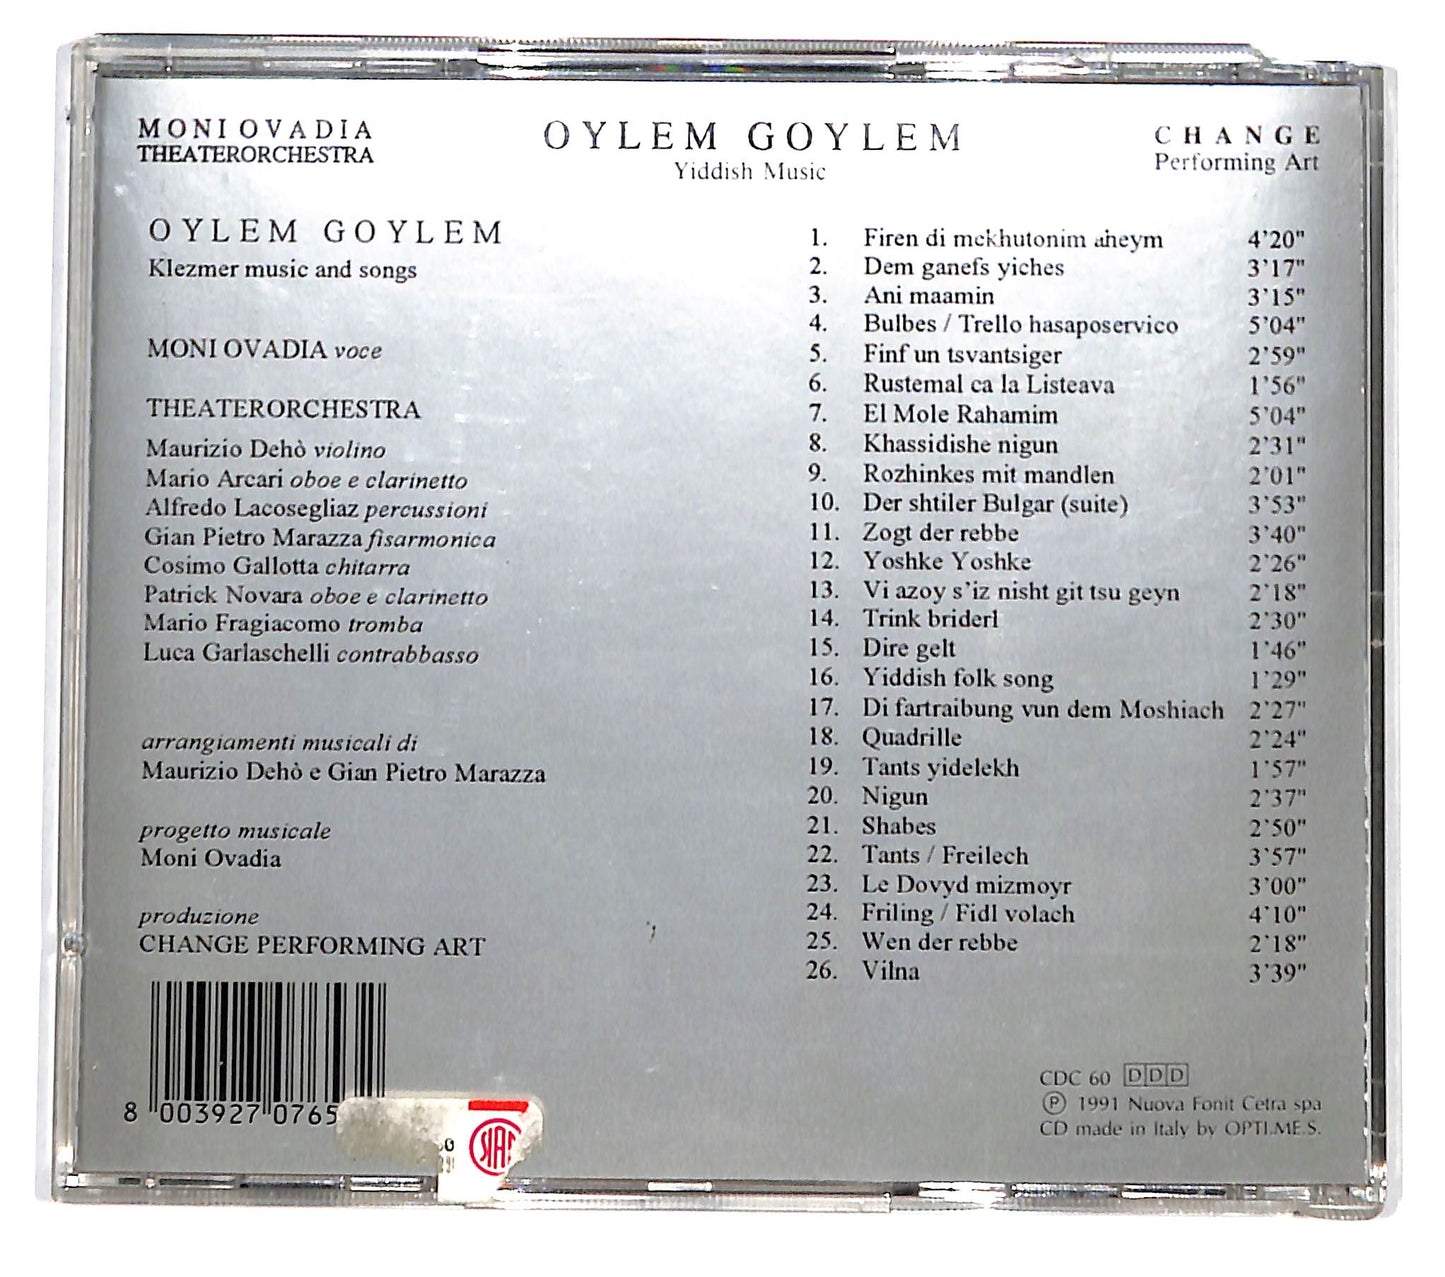 MONI OVADIA
THEATERORCHESTRA
OYLEM GOYLEM
Yiddish Music
CHANGE
Performing Art
OYLEM GOYLEM
Klezmer music and songs
MONI OVADIA voce
THEATERORCHESTRA
Maurizio Dehò violino
Mario Arcari oboe e clarinetto
Alfredo Lacosegliaz percussioni
Gian Pietro Marazza fisarmonica
Cosimo Gallotta chitarra
Patrick Novara oboe e clarinetto
Mario Fragiacomo tromba
Luca Garlaschelli contrabbasso
arrangiamenti musicali di
Maurizio Dehò e Gian Pietro Marazza
progetto musicale
Moni Ovadia
produzione
CHANGE PERFORMING ART
1. Firen di mekhutonim aheym 4'20"
2. Dem ganefs yiches 3'17"
3. Ani maamin 3'15"
4. Bulbes / Trello hasaposervico 5'04"
5. Finf un tsvantsiger 2'59"
6. Rustemal ca la Listeava 1'56"
7. El Mole Rahamim 5'04"
8. Khassidishe nigun 2'31"
9. Rozhinkes mit mandlen 2'01"
10. Der shtiler Bulgar (suite) 3'53"
11. Zogt der rebbe 3'40"
12. Yoshke Yoshke 2'26"
13. Vi azoy s'iz nisht git tsu geyn 2'18"
14. Trink briderl 2'30"
15. Dire gelt 1'46"
16. Yiddish folk song 1'29"
17. Di fartraibung vun dem Moshiach 2'27"
18. Quadrille 2'24"
19. Tants yidelekh 1'57"
20. Nigun 2'37"
21. Shabes 2'50"
22. Tants / Freilech 3'57"
23. Le Dovyd mizmoyr 3'00"
24. Friling / Fidl volach 4'10"
25. Wen der rebbe 2'18"
26. Vilna 3'39"
8 003927 0765
CDC 60 DDD
℗ 1991 Nuova Fonit Cetra spa
CD made in Italy by OPTI.ME.S.